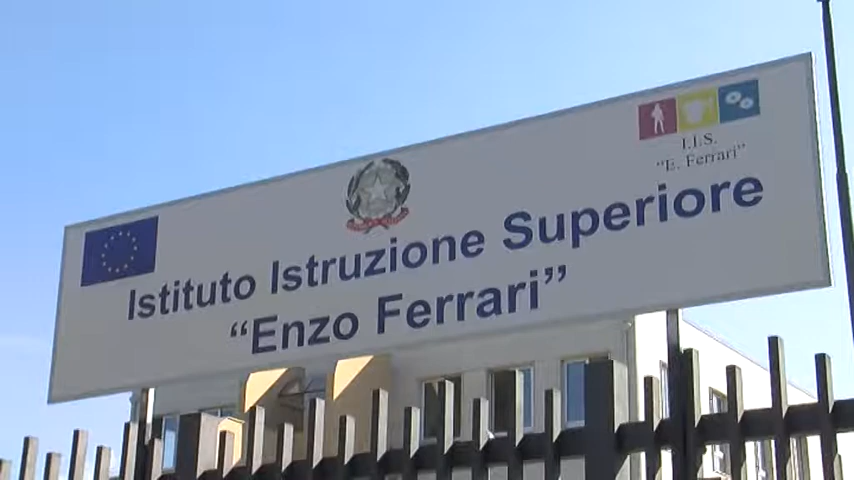 I.I.S.
"E. Ferrari"
Istituto Istruzione Superiore
“Enzo Ferrari”